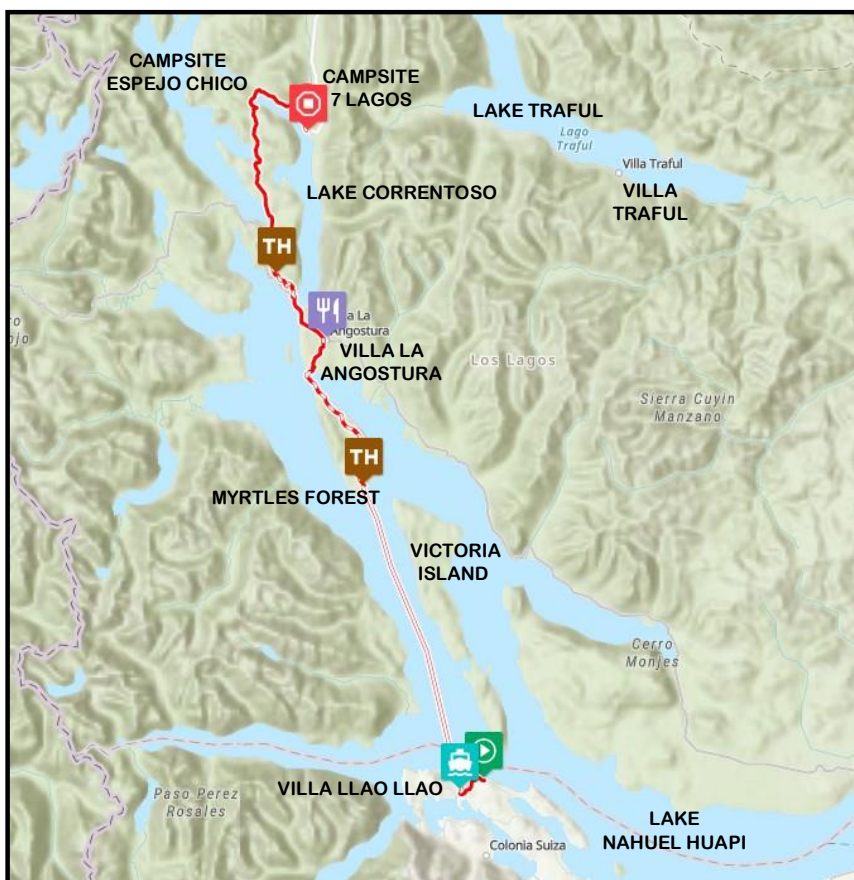 CAMPSITE
ESPEJO CHICO
CAMPSITE
7 LAGOS
LAKE TRAFUL
Lago
Traful
Villa Traful
VILLA
TRAFUL
LAKE CORRENTOSO
TH
La
Angostura
VILLA LA
ANGOSTURA
Los Lagos
Sierra Cuyin
Manzano
TH
MYRTLES FOREST
VICTORIA
ISLAND
Cerro
Monjes
VILLA LLAO LLAO
Paso Perez
Rosales
LAKE
NAHUEL HUAPI
Colonia Suiza